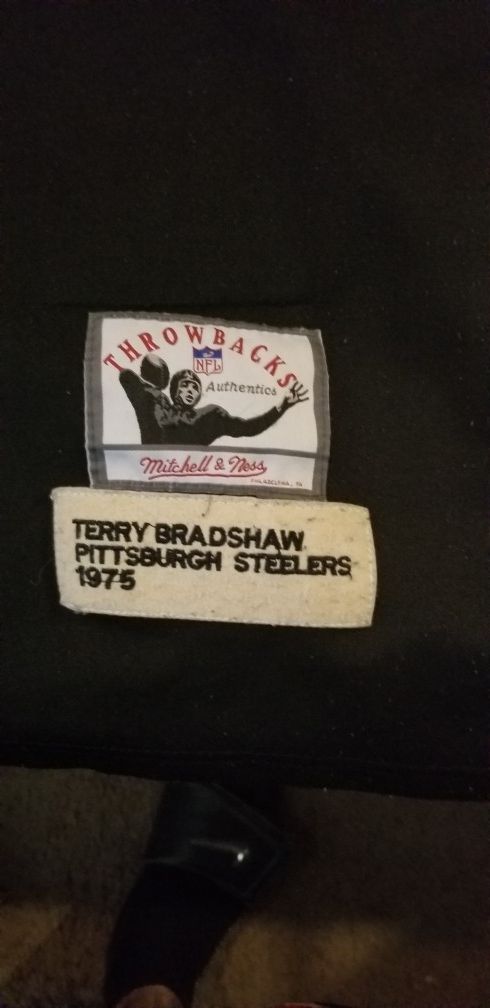 THROWBACKS
NFL
Authentics
Mitchell & Ness
PHILADELPHIA, PA
TERRY BRADSHAW
PITTSBURGH STEELERS
1975